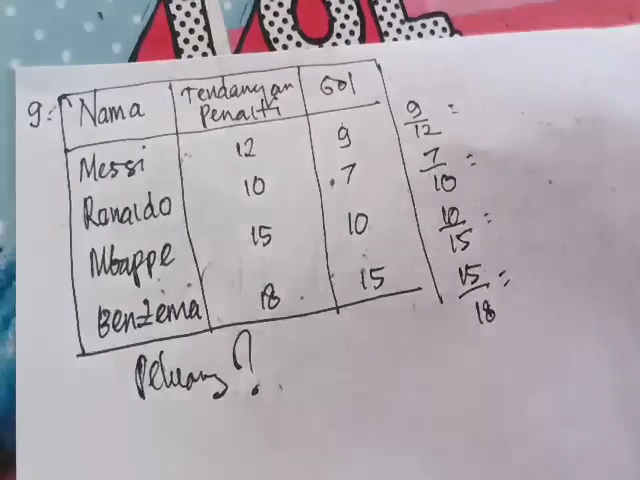 9. Nama Tendangan Penalti Gol
Messi 12 9 9/12 =
Ronaldo 10 7 7/10 =
Mbappe 15 10 10/15 =
Benzema 18 15 15/18 =
Peluang?